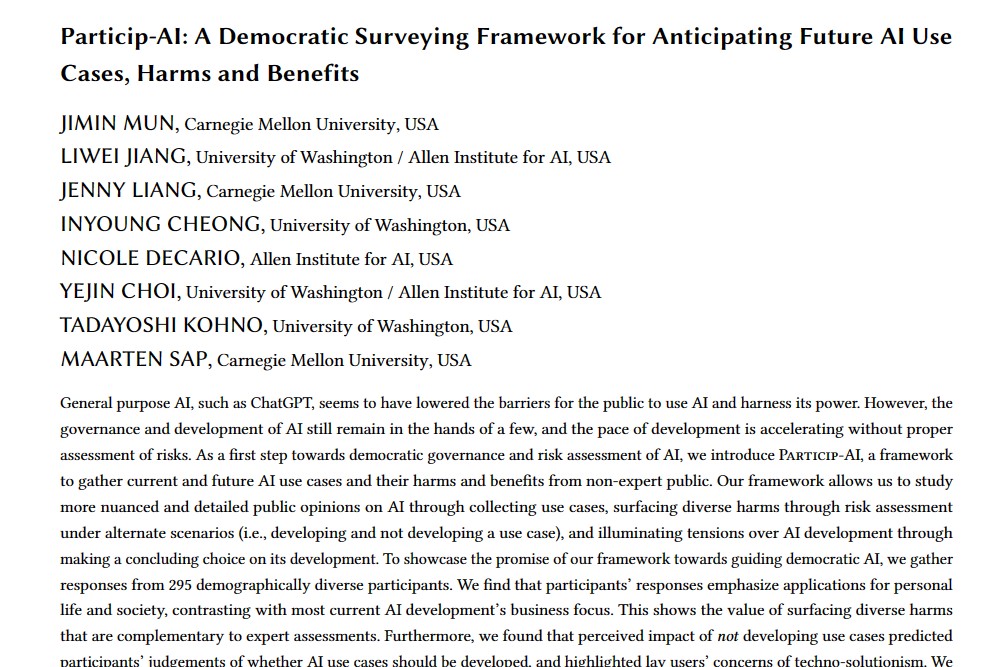 Particip-AI: A Democratic Surveying Framework for Anticipating Future AI Use
Cases, Harms and Benefits
JIMIN MUN, Carnegie Mellon University, USA
LIWEI JIANG, University of Washington / Allen Institute for AI, USA
JENNY LIANG, Carnegie Mellon University, USA
INYOUNG CHEONG, University of Washington, USA
NICOLE DECARIO, Allen Institute for AI, USA
YEJIN CHOI, University of Washington / Allen Institute for AI, USA
TADAYOSHI KOHNO, University of Washington, USA
MAARTEN SAP, Carnegie Mellon University, USA
General purpose AI, such as ChatGPT, seems to have lowered the barriers for the public to use AI and harness its power. However, the
governance and development of AI still remain in the hands of a few, and the pace of development is accelerating without proper
assessment of risks. As a first step towards democratic governance and risk assessment of AI, we introduce Particip-AI, a framework
to gather current and future AI use cases and their harms and benefits from non-expert public. Our framework allows us to study
more nuanced and detailed public opinions on AI through collecting use cases, surfacing diverse harms through risk assessment
under alternate scenarios (i.e., developing and not developing a use case), and illuminating tensions over AI development through
making a concluding choice on its development. To showcase the promise of our framework towards guiding democratic AI, we gather
responses from 295 demographically diverse participants. We find that participants' responses emphasize applications for personal
life and society, contrasting with most current AI development's business focus. This shows the value of surfacing diverse harms
that are complementary to expert assessments. Furthermore, we found that perceived impact of not developing use cases predicted
participants' judgements of whether AI use cases should be developed, and highlighted lay users' concerns of techno-solutionism. We